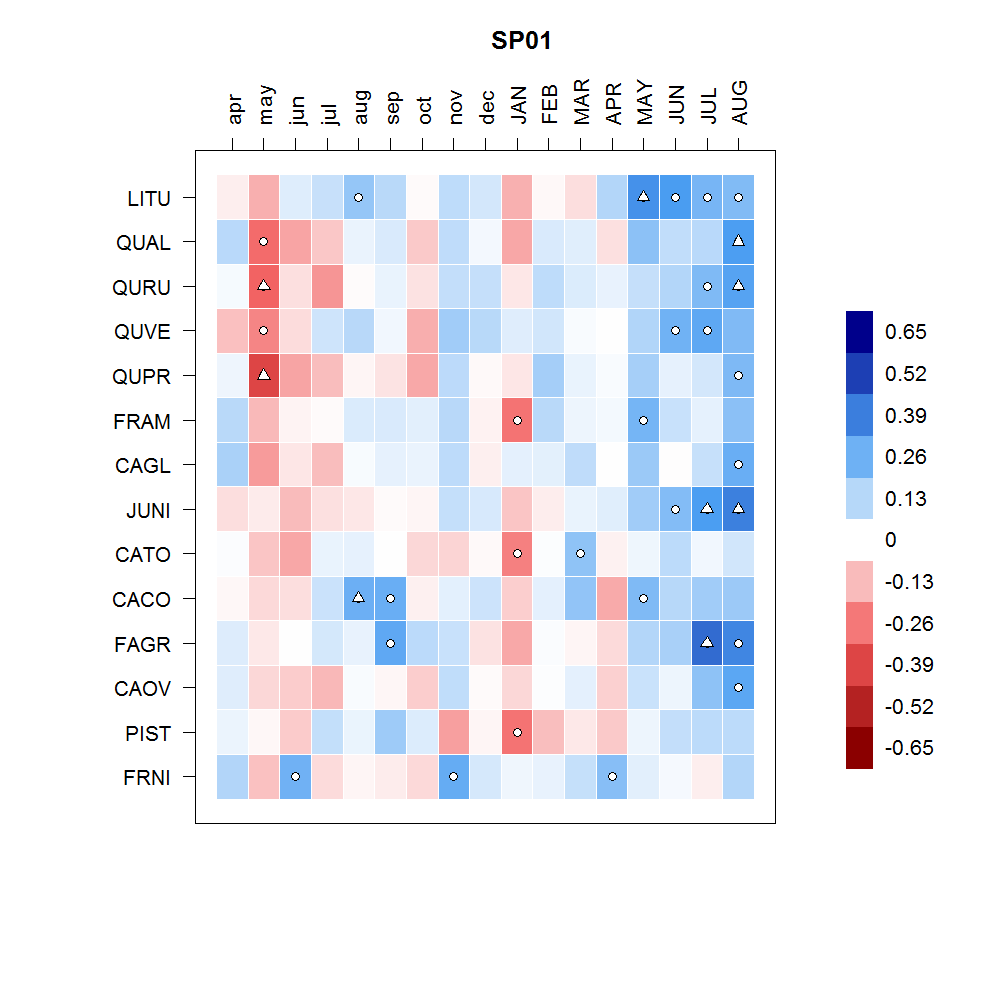 SP01
apr may jun jul aug sep oct nov dec JAN FEB MAR APR MAY JUN JUL AUG
LITU
QUAL
QURU
QUVE
QUPR
FRAM
CAGL
JUNI
CATO
CACO
FAGR
CAOV
PIST
FRNI
0.65
0.52
0.39
0.26
0.13
0
-0.13
-0.26
-0.39
-0.52
-0.65